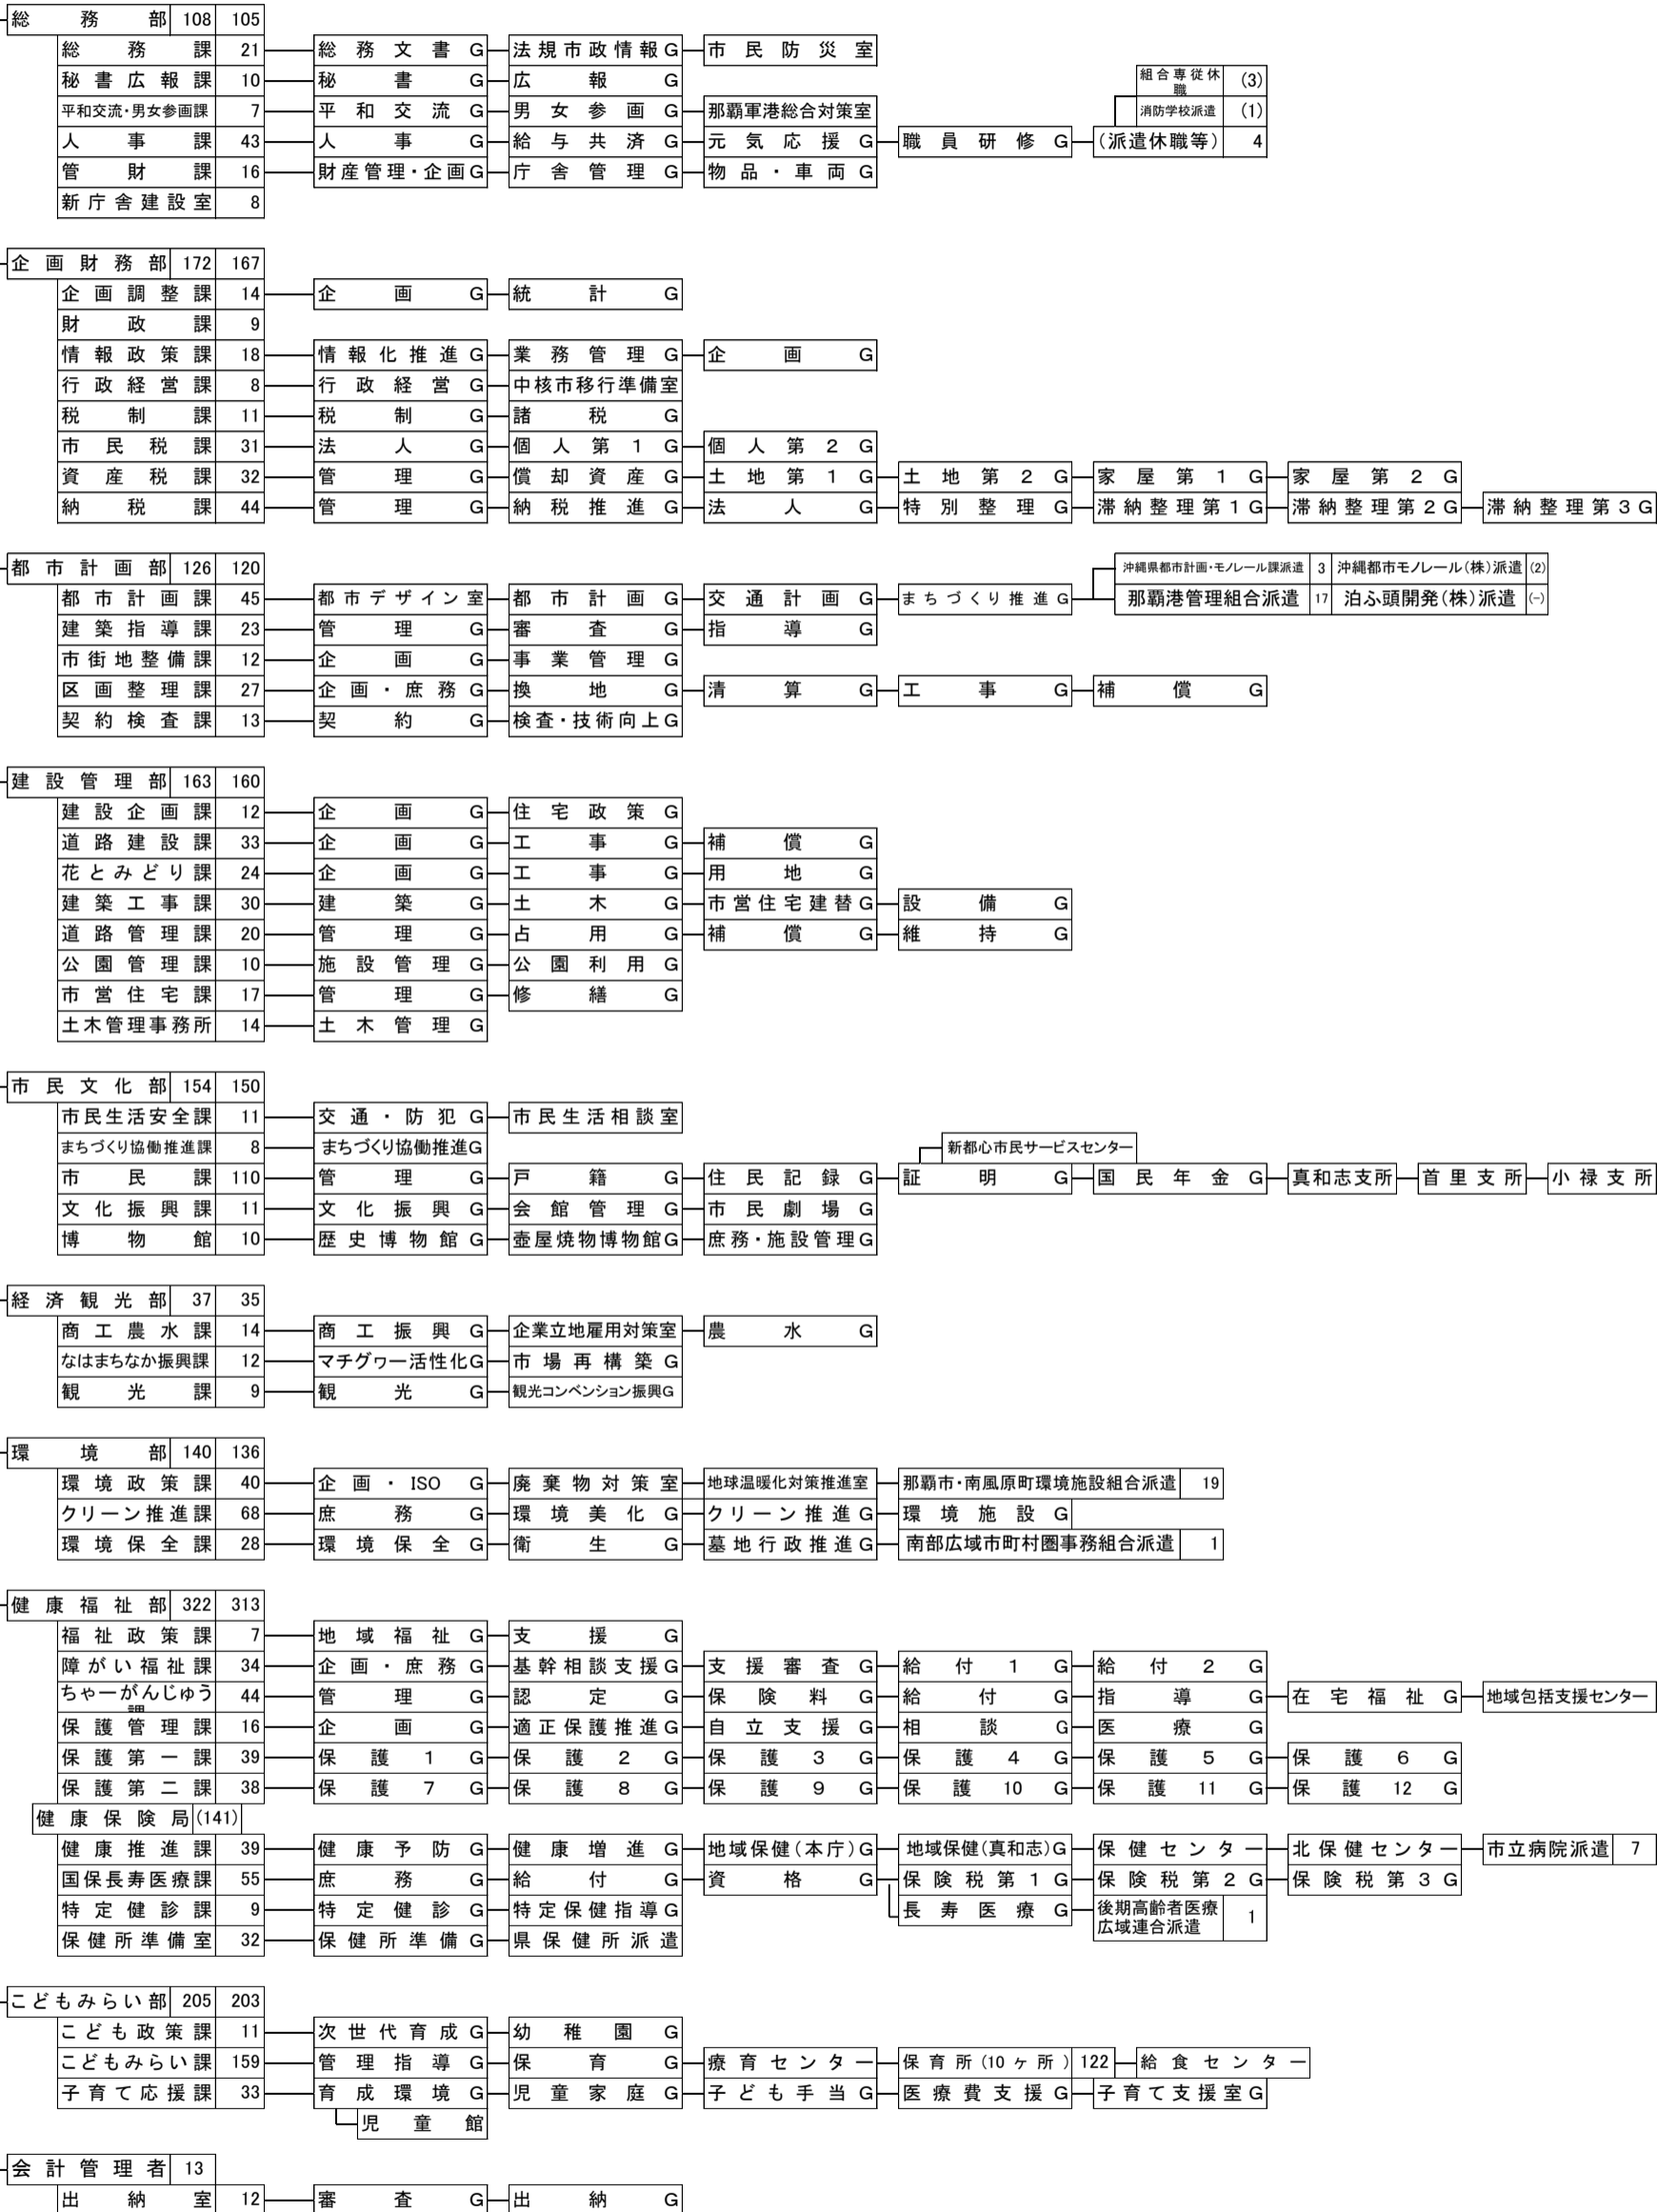 総務部 108 105
総務課 21 総務文書G 法規市政情報G 市民防災室
秘書広報課 10 秘書G 広報G 組合専従休職 (3)
平和交流・男女参画課 7 平和交流G 男女参画G 那覇軍港総合対策室 消防学校派遣 (1)
人事課 43 人事G 給与共済G 元気応援G 職員研修G (派遣休職等) 4
管財課 16 財産管理・企画G 庁舎管理G 物品・車両G
新庁舎建設室 8
企画財務部 172 167
企画調整課 14 企画G 統計G
財政課 9
情報政策課 18 情報化推進G 業務管理G 企画G
行政経営課 8 行政経営G 中核市移行準備室
税制課 11 税制G 諸税G
市民税課 31 法人G 個人第1G 個人第2G
資産税課 32 管理G 償却資産G 土地第1G 土地第2G 家屋第1G 家屋第2G
納税課 44 管理G 納税推進G 法人G 特別整理G 滞納整理第1G 滞納整理第2G 滞納整理第3G
都市計画部 126 120 沖縄県都市計画・モノレール課派遣 3 沖縄都市モノレール(株)派遣 (2)
都市計画課 45 都市デザイン室 都市計画G 交通計画G まちづくり推進G 那覇港管理組合派遣 17 泊ふ頭開発(株)派遣 (-)
建築指導課 23 管理G 審査G 指導G
市街地整備課 12 企画G 事業管理G
区画整理課 27 企画・庶務G 換地G 清算G 工事G 補償G
契約検査課 13 契約G 検査・技術向上G
建設管理部 163 160
建設企画課 12 企画G 住宅政策G
道路建設課 33 企画G 工事G 補償G
花とみどり課 24 企画G 工事G 用地G
建築工事課 30 建築G 土木G 市営住宅建替G 設備G
道路管理課 20 管理G 占用G 補償G 維持G
公園管理課 10 施設管理G 公園利用G
市営住宅課 17 管理G 修繕G
土木管理事務所 14 土木管理G
市民文化部 154 150
市民生活安全課 11 交通・防犯G 市民生活相談室
まちづくり協働推進課 8 まちづくり協働推進G 新都心市民サービスセンター
市民課 110 管理G 戸籍G 住民記録G 証明G 国民年金G 真和志支所 首里支所 小禄支所
文化振興課 11 文化振興G 会館管理G 市民劇場G
博物館 10 歴史博物館G 壺屋焼物博物館G 庶務・施設管理G
経済観光部 37 35
商工農水課 14 商工振興G 企業立地雇用対策室 農水G
なはまちなか振興課 12 マチグヮー活性化G 市場再構築G
観光課 9 観光G 観光コンベンション振興G
環境部 140 136
環境政策課 40 企画・ISO G 廃棄物対策室 地球温暖化対策推進室 那覇市・南風原町環境施設組合派遣 19
クリーン推進課 68 庶務G 環境美化G クリーン推進G 環境施設G
環境保全課 28 環境保全G 衛生G 墓地行政推進G 南部広域市町村圏事務組合派遣 1
健康福祉部 322 313
福祉政策課 7 地域福祉G 支援G
障がい福祉課 34 企画・庶務G 基幹相談支援G 支援審査G 給付1G 給付2G
ちゃーがんじゅう課 44 管理G 認定G 保険料G 給付G 指導G 在宅福祉G 地域包括支援センター
保護管理課 16 企画G 適正保護推進G 自立支援G 相談G 医療G
保護第一課 39 保護1G 保護2G 保護3G 保護4G 保護5G 保護6G
保護第二課 38 保護7G 保護8G 保護9G 保護10G 保護11G 保護12G
健康保険局 (141)
健康推進課 39 健康予防G 健康増進G 地域保健(本庁)G 地域保健(真和志)G 保健センター 北保健センター 市立病院派遣 7
国保長寿医療課 55 庶務G 給付G 資格G 保険税第1G 保険税第2G 保険税第3G
特定健診課 9 特定健診G 特定保健指導G 長寿医療G 後期高齢者医療広域連合派遣 1
保健所準備室 32 保健所準備G 県保健所派遣
こどもみらい部 205 203
こども政策課 11 次世代育成G 幼稚園G
こどもみらい課 159 管理指導G 保育G 療育センター 保育所(10ヶ所) 122 給食センター
子育て応援課 33 育成環境G 児童家庭G 子ども手当G 医療費支援G 子育て支援室G
児童館
会計管理者 13
出納室 12 審査G 出納G